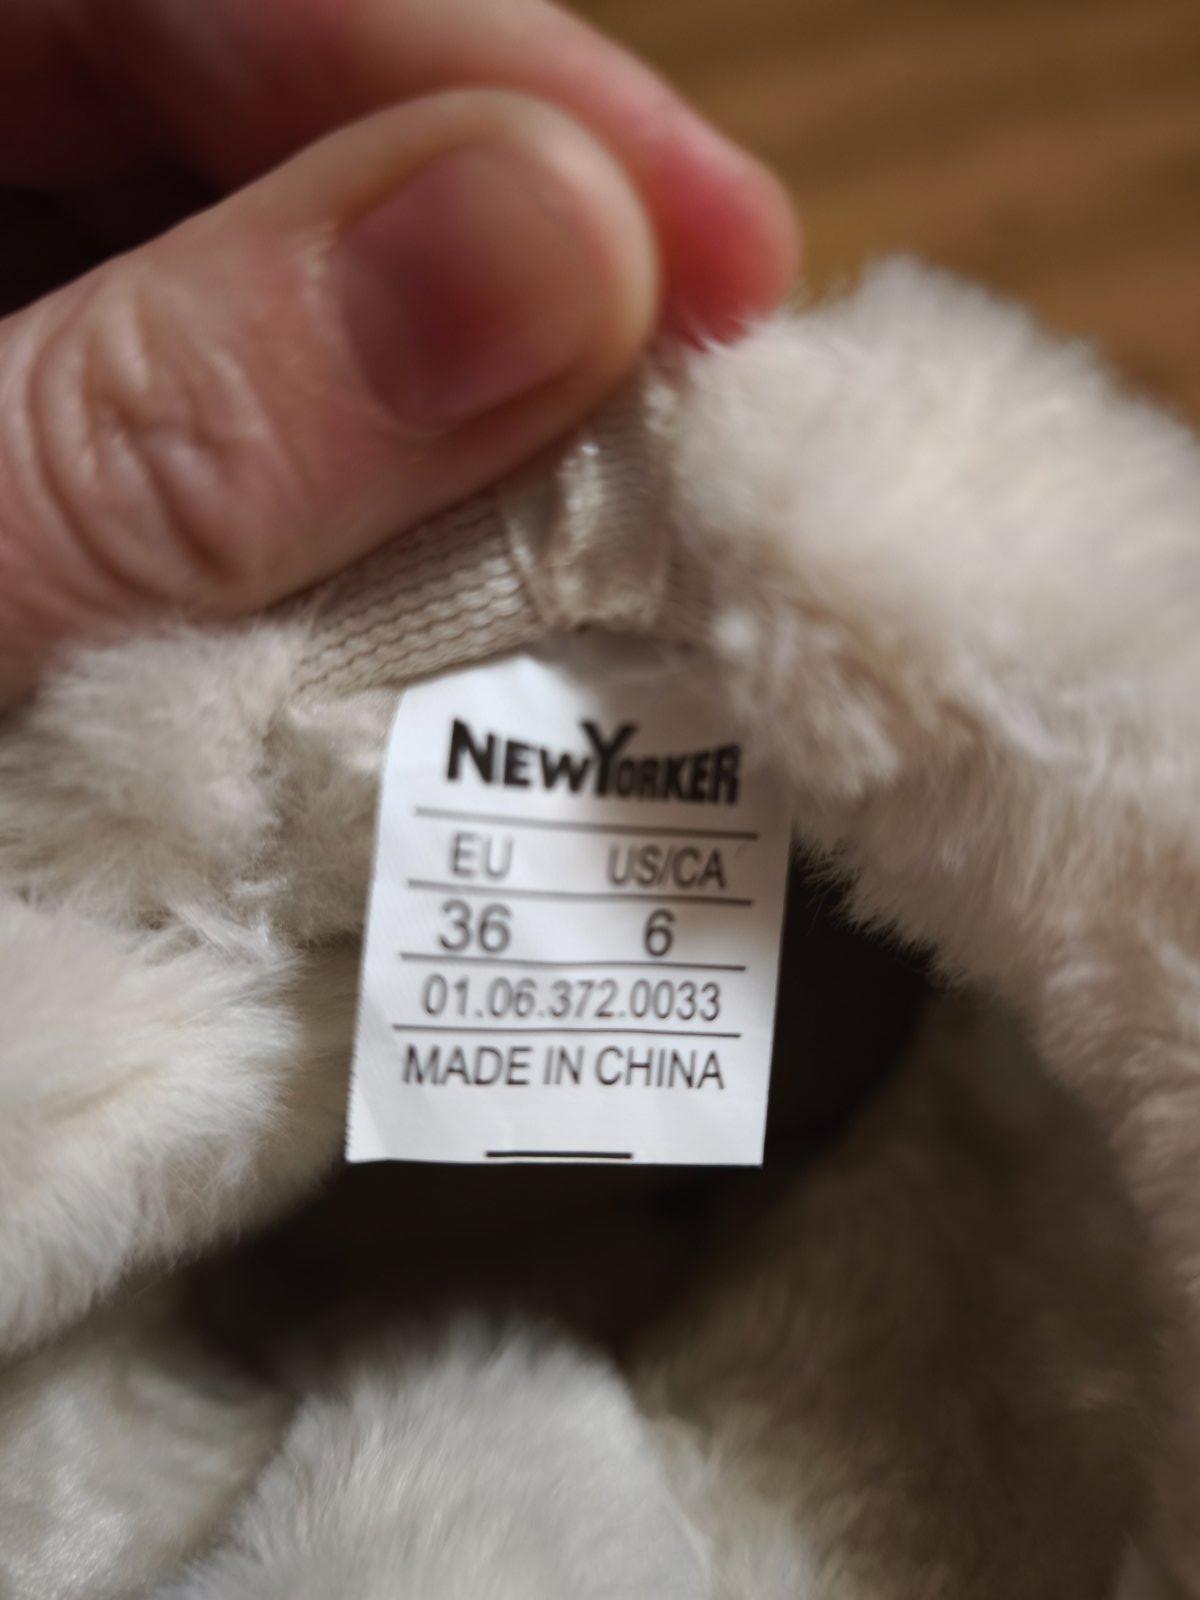 NEWYORKER
EU US/CA
36 6
01.06.372.0033
MADE IN CHINA